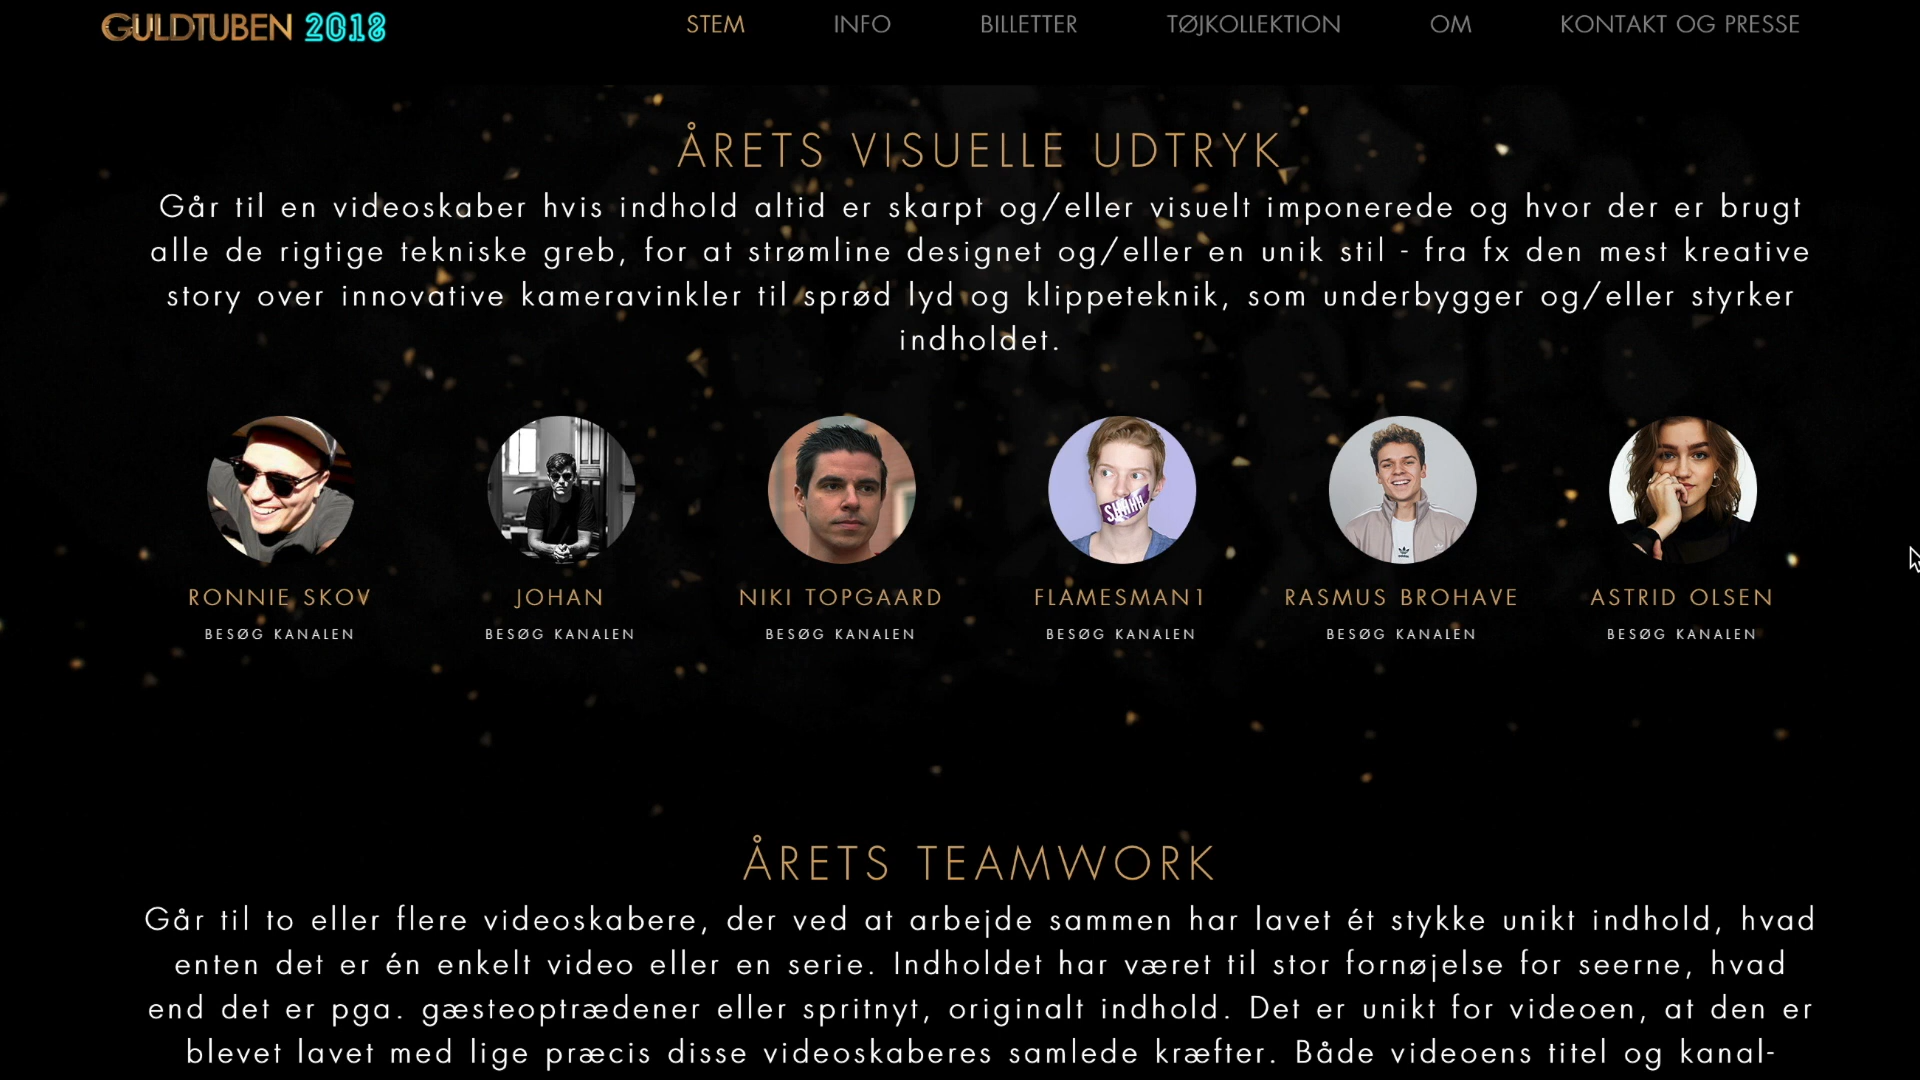 GULDTUBEN 2018
STEM INFO BILLETTER TØJKOLLEKTION OM KONTAKT OG PRESSE
ÅRETS VISUELLE UDTRYK
Går til en videoskaber hvis indhold altid er skarpt og/eller visuelt imponerede og hvor der er brugt
alle de rigtige tekniske greb, for at strømline designet og/eller en unik stil - fra fx den mest kreative
story over innovative kameravinkler til sprød lyd og klippeteknik, som underbygger og/eller styrker
indholdet.
SHHH
RONNIE SKOV JOHAN NIKI TOPGAARD FLAMESMAN1 RASMUS BROHAVE ASTRID OLSEN
BESØG KANALEN BESØG KANALEN BESØG KANALEN BESØG KANALEN BESØG KANALEN BESØG KANALEN
ÅRETS TEAMWORK
Går til to eller flere videoskabere, der ved at arbejde sammen har lavet ét stykke unikt indhold, hvad
enten det er én enkelt video eller en serie. Indholdet har været til stor fornøjelse for seerne, hvad
end det er pga. gæsteoptrædener eller spritnyt, originalt indhold. Det er unikt for videoen, at den er
blevet lavet med lige præcis disse videoskaberes samlede kræfter. Både videoens titel og kanal-